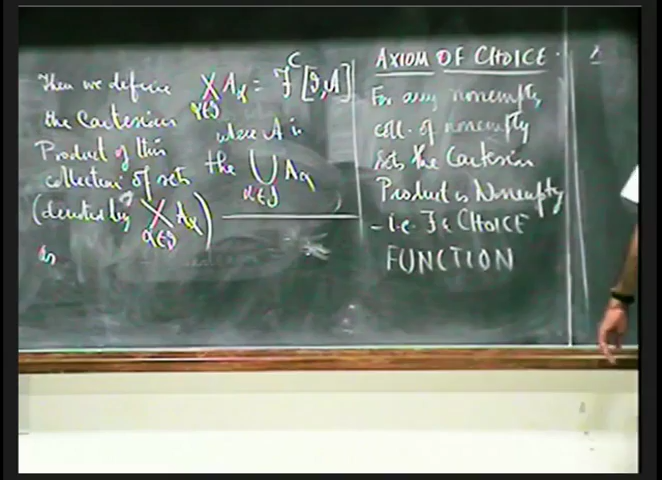 Then we define
the Cartesian
Product of this
collection of sets
(denoted by X A_α)
α∈I
as
X A_α = F^C [I, A]
α∈I
where A is
the ⋃ A_α
α∈I
AXIOM OF CHOICE.
For any nonempty
coll. of nonempty
sets the Cartesian
Product is Nonempty
- i.e. ∃ a CHOICE
FUNCTION